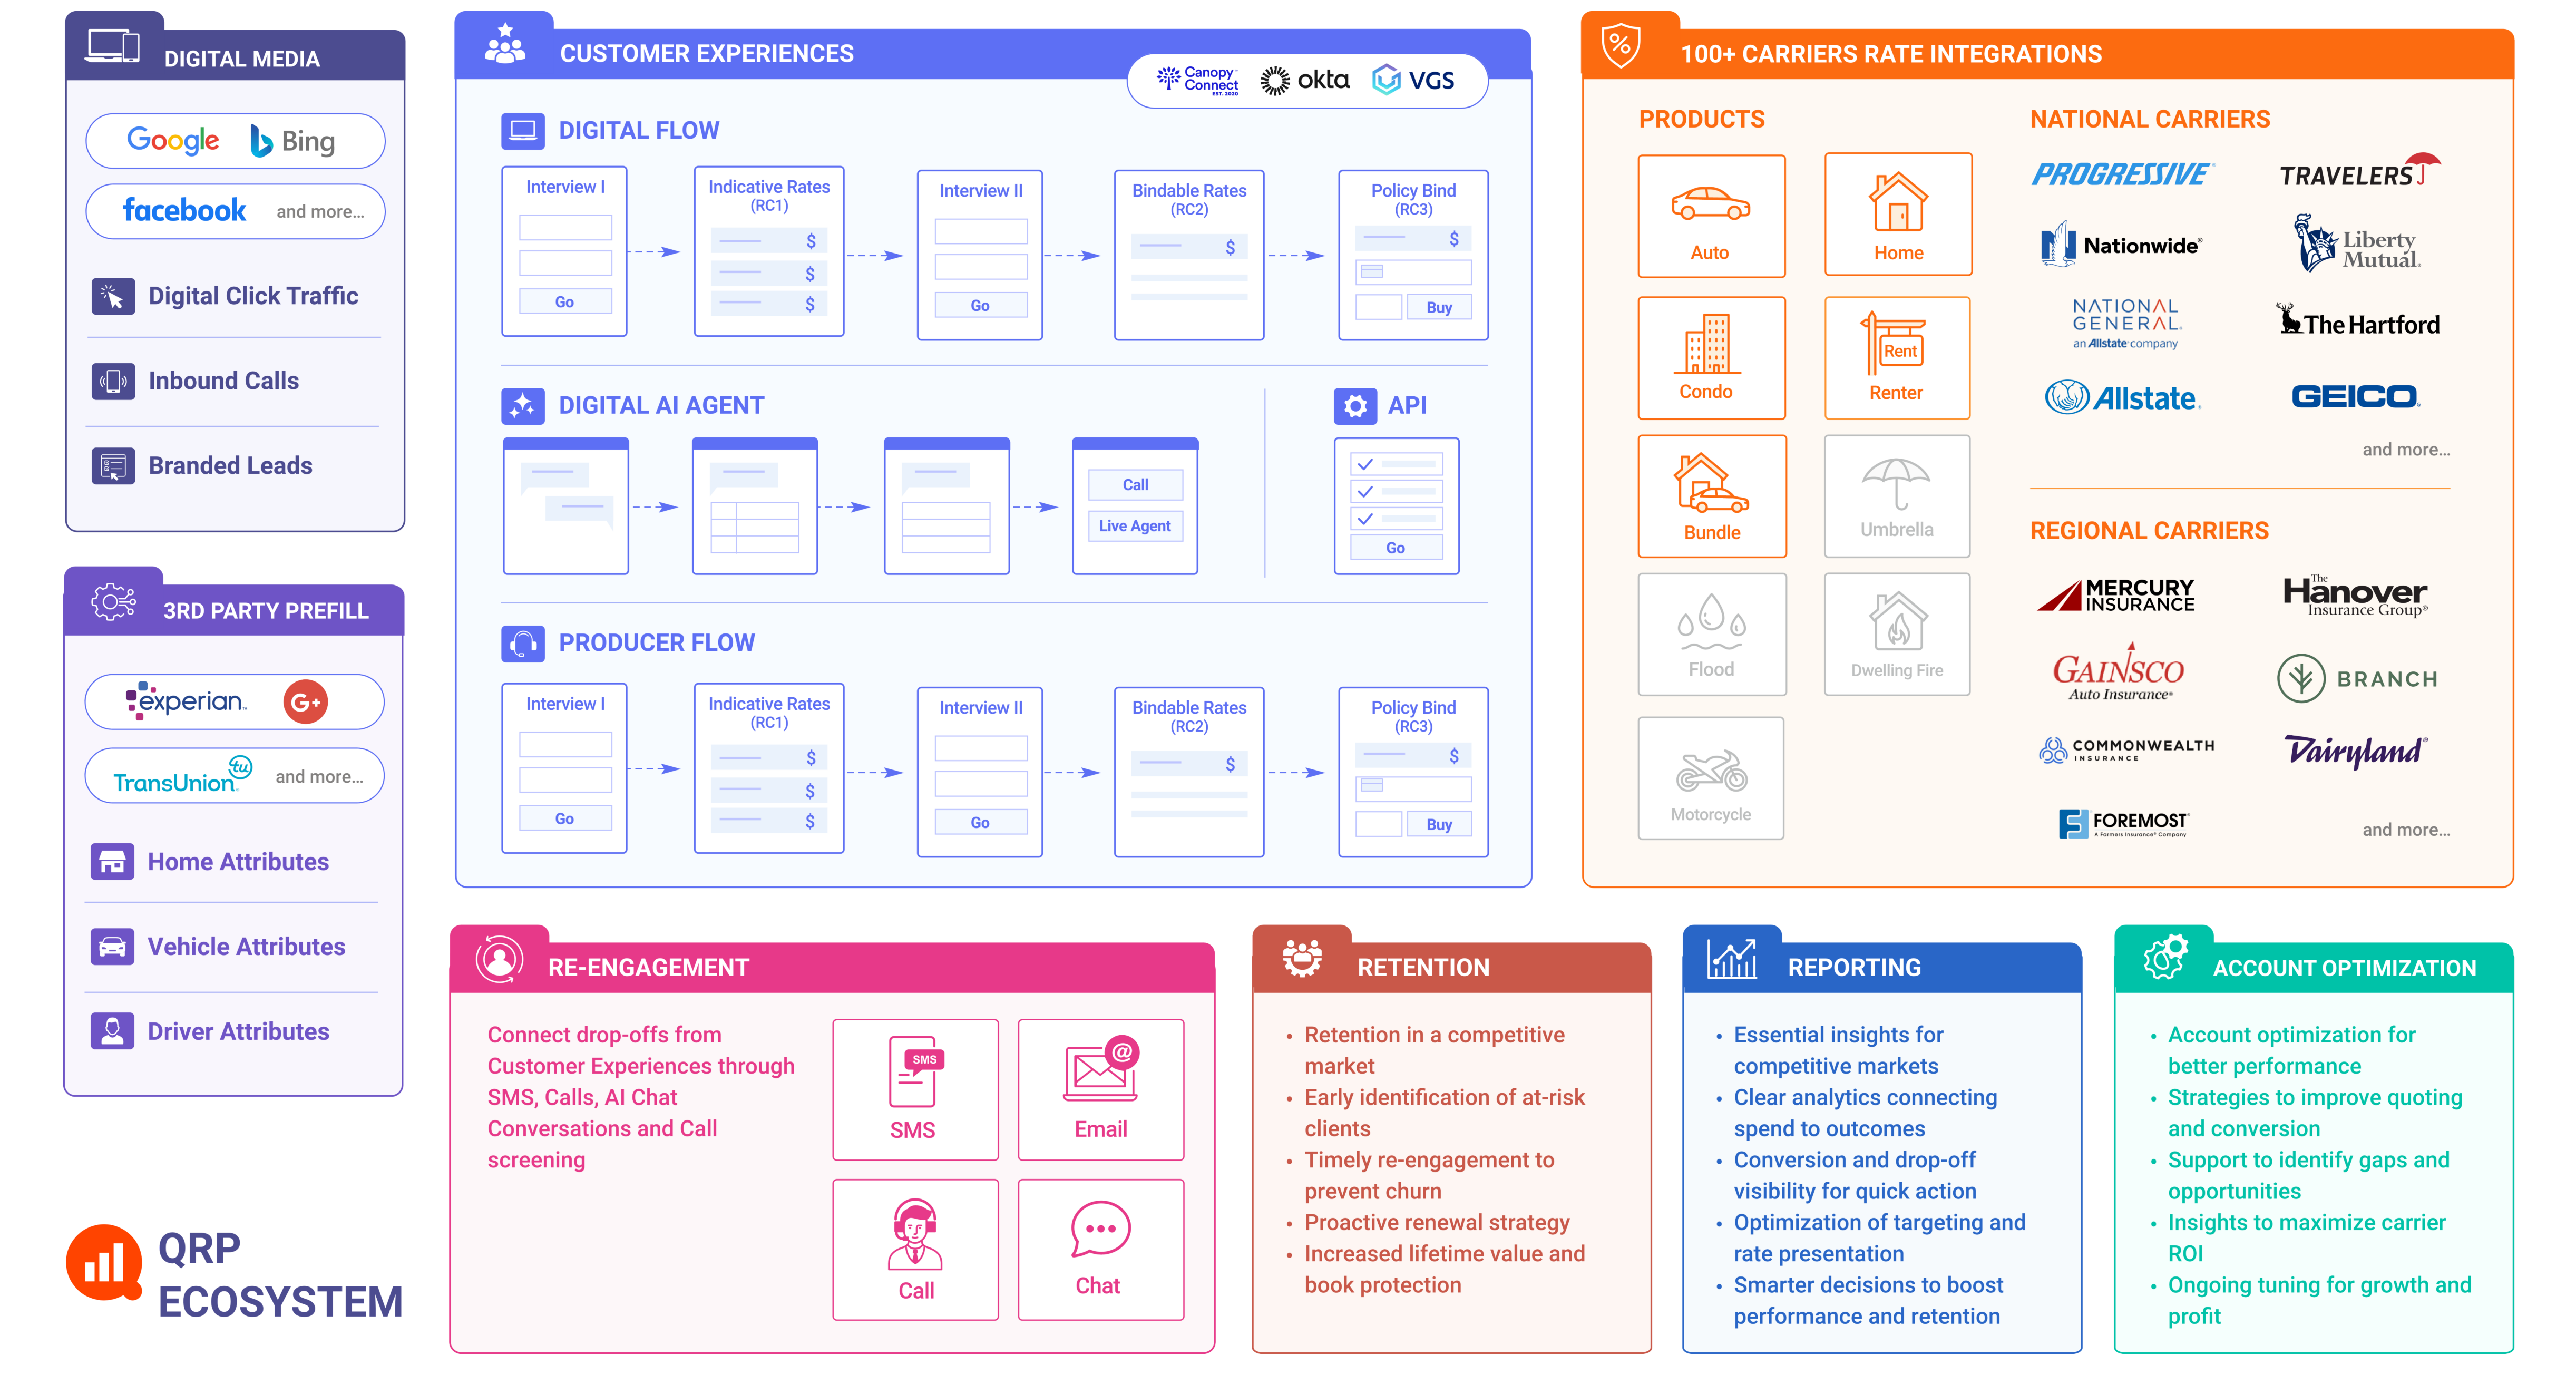 DIGITAL MEDIA
Google
Bing
facebook
and more...
Digital Click Traffic
Inbound Calls
Branded Leads
3RD PARTY PREFILL
experian™
G+
TransUnion®
tu
and more...
Home Attributes
Vehicle Attributes
Driver Attributes
QRP
ECOSYSTEM
CUSTOMER EXPERIENCES
Canopy
Connect
EST. 2020
okta
VGS
DIGITAL FLOW
Interview I
Go
Indicative Rates
(RC1)
$
$
$
Interview II
Go
Bindable Rates
(RC2)
$
Policy Bind
(RC3)
$
Buy
DIGITAL AI AGENT
Call
Live Agent
API
Go
PRODUCER FLOW
Interview I
Go
Indicative Rates
(RC1)
$
$
$
Interview II
Go
Bindable Rates
(RC2)
$
Policy Bind
(RC3)
$
Buy
%
100+ CARRIERS RATE INTEGRATIONS
PRODUCTS
Auto
Home
Condo
Rent
Renter
Bundle
Umbrella
Flood
Dwelling Fire
Motorcycle
NATIONAL CARRIERS
PROGRESSIVE®
TRAVELERS
Nationwide®
Liberty
Mutual®
NATIONAL
GENERAL®
an Allstate company
The Hartford
Allstate®
GEICO®
and more...
REGIONAL CARRIERS
MERCURY
INSURANCE
The
Hanover
Insurance Group®
GAINSCO
Auto Insurance®
BRANCH
COMMONWEALTH
INSURANCE
Dairyland®
FOREMOST®
A Farmers Insurance® Company
and more...
RE-ENGAGEMENT
Connect drop-offs from
Customer Experiences through
SMS, Calls, AI Chat
Conversations and Call
screening
SMS
SMS
@
Email
Call
Chat
RETENTION
• Retention in a competitive
market
• Early identification of at-risk
clients
• Timely re-engagement to
prevent churn
• Proactive renewal strategy
• Increased lifetime value and
book protection
REPORTING
• Essential insights for
competitive markets
• Clear analytics connecting
spend to outcomes
• Conversion and drop-off
visibility for quick action
• Optimization of targeting and
rate presentation
• Smarter decisions to boost
performance and retention
ACCOUNT OPTIMIZATION
• Account optimization for
better performance
• Strategies to improve quoting
and conversion
• Support to identify gaps and
opportunities
• Insights to maximize carrier
ROI
• Ongoing tuning for growth and
profit